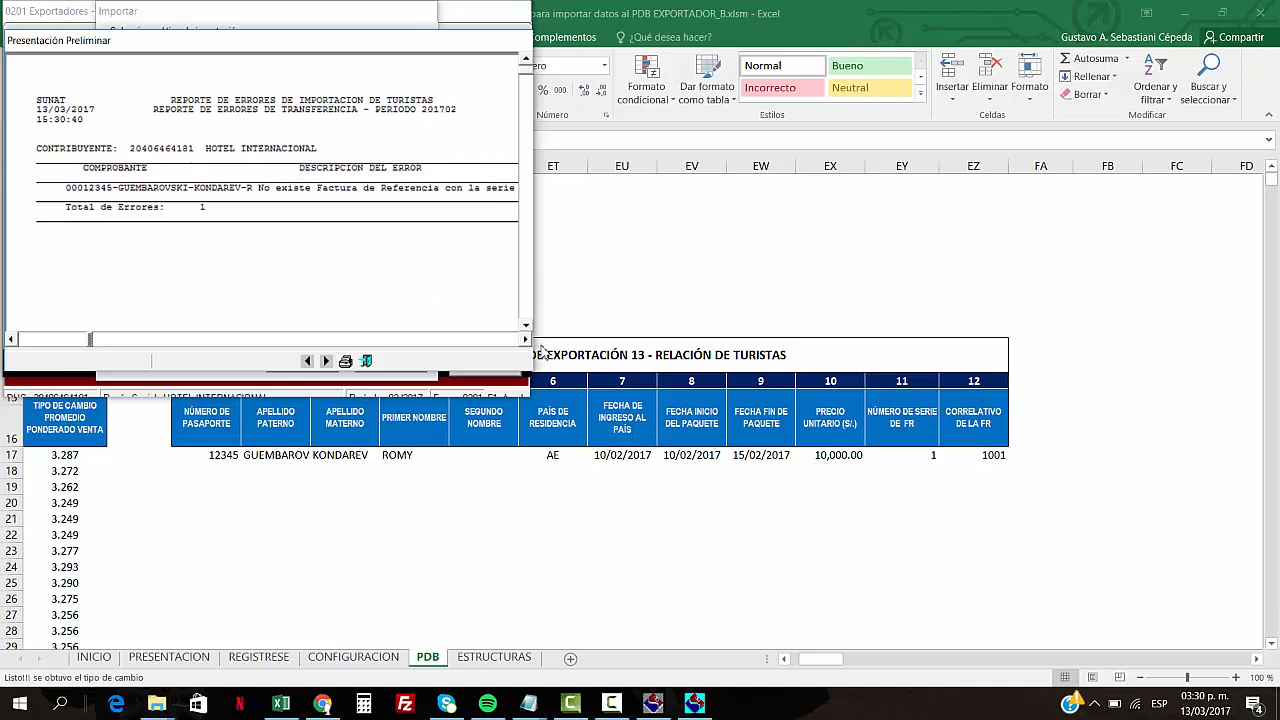 0201 Exportadores -
Importar
para importar datos al PDB EXPORTADOR_B.xlsm - Excel
Presentación Preliminar
omplementos
¿Qué desea hacer?
Gustavo A. Sebastiani Cépeda
Compartir
Normal
Bueno
Incorrecto
Neutral
% 000
Formato condicional
Dar formato como tabla
Insertar Eliminar Formato
Autosuma
Rellenar
Borrar
Ordenar y filtrar
Buscar y seleccionar
Número
Estilos
Celdas
Modificar
SUNAT REPORTE DE ERRORES DE IMPORTACION DE TURISTAS
13/03/2017 REPORTE DE ERRORES DE TRANSFERENCIA - PERIODO 201702
15:30:40
CONTRIBUYENTE: 20406464181 HOTEL INTERNACIONAL
COMPROBANTE DESCRIPCION DEL ERROR
00012345-GUEMBAROVSKI-KONDAREV-R No existe Factura de Referencia con la serie
Total de Errores: 1
ET EU EV EW EX EY EZ FA FB FC FD
EXPORTACIÓN 13 - RELACIÓN DE TURISTAS
6 7 8 9 10 11 12
16 TIPO DE CAMBIO PROMEDIO PONDERADO VENTA NÚMERO DE PASAPORTE APELLIDO PATERNO APELLIDO MATERNO PRIMER NOMBRE SEGUNDO NOMBRE PAÍS DE RESIDENCIA FECHA DE INGRESO AL PAÍS FECHA INICIO DEL PAQUETE FECHA FIN DE PAQUETE PRECIO UNITARIO (S/.) NÚMERO DE SERIE DE FR CORRELATIVO DE LA FR
17 3.287 12345 GUEMBAROV KONDAREV ROMY AE 10/02/2017 10/02/2017 15/02/2017 10,000.00 1 1001
18 3.272
19 3.262
20 3.249
21 3.249
22 3.249
23 3.277
24 3.293
25 3.290
26 3.275
27 3.256
28 3.256
29 3.256
INICIO PRESENTACION REGISTRESE CONFIGURACION PDB ESTRUCTURAS
Listo!!! se obtuvo el tipo de cambio
100 %
ESP
03:30 p. m.
13/03/2017